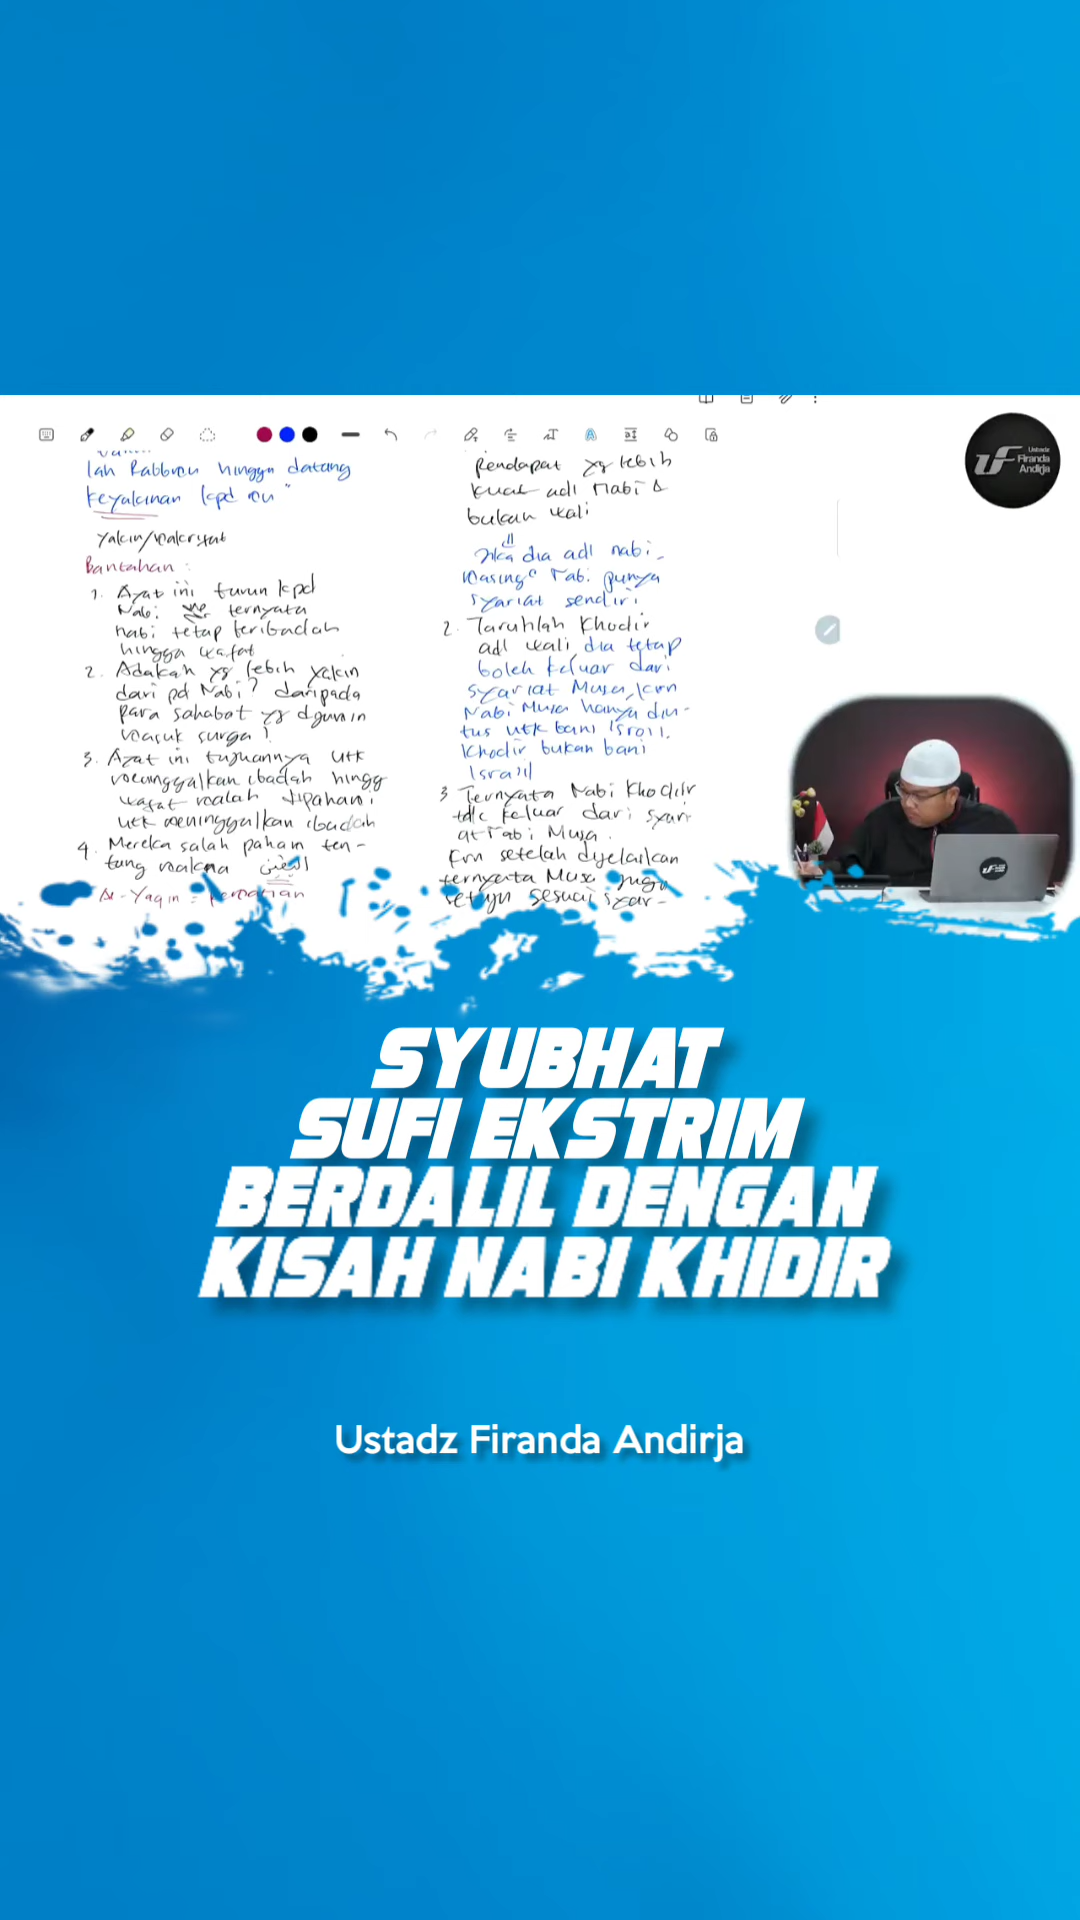 lah Rabbmu hingga datang
keyakinan kpd mu"
Yakin/Makrifat
Bantahan :
1. Ayat ini turun kpd
Nabi ternyata
nabi tetap beribadah
hingga wafat
2. Adakah yg lebih yakin
dari pd Nabi? daripada
para sahabat yg dijamin
masuk surga?
3. Ayat ini tujuannya utk
ibadah hingg
wafat malah dipahami
utk meninggalkan ibadah
4. Mereka salah paham ten-
tang makna اليقين
Al-Yaqin = kematian
Pendapat yg lebih
kuat adl Nabi &
bukan wali
Jika dia adl nabi
masing² Nabi punya
syariat sendiri
2. Taruhlah Khodir
adl wali dia tetap
boleh keluar dari
syariat Musa, krn
Nabi Musa hanya diu-
tus utk bani Isroil.
Khodir bukan bani
Israil
3 Ternyata Nabi Khodir
tdk keluar dari syari
at Nabi Musa.
krn setelah dijelaskan
ternyata Musa juga
setuju sesuai syar-
Ustadz
Firanda
Andirja
SYUBHAT
SUFI EKSTRIM
BERDALIL DENGAN
KISAH NABI KHIDIR
Ustadz Firanda Andirja